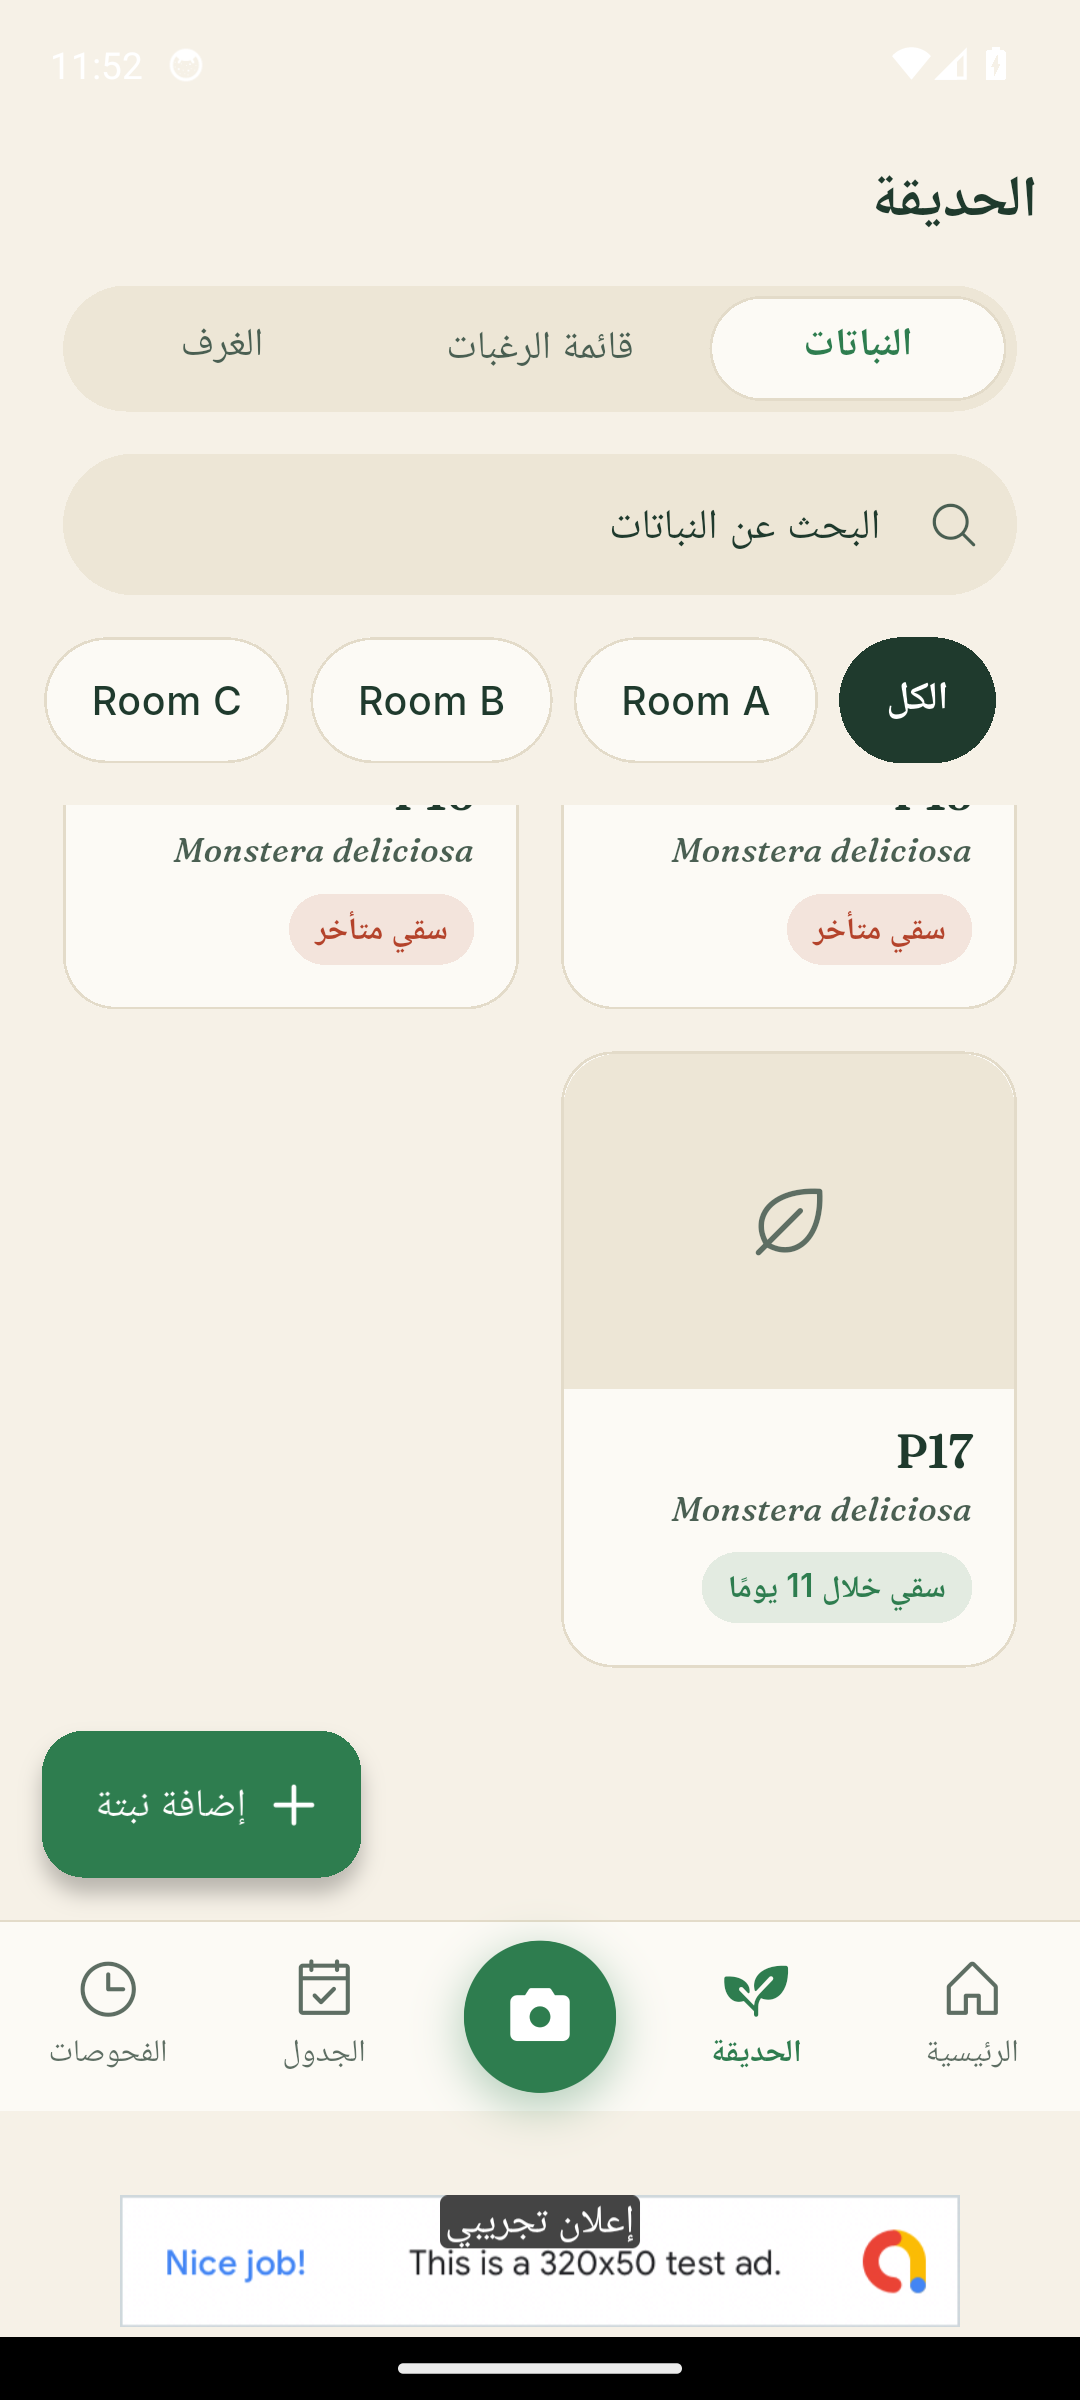 11:52
الحديقة
النباتات
قائمة الرغبات
الغرف
البحث عن النباتات
الكل
Room A
Room B
Room C
Monstera deliciosa
سقي متأخر
Monstera deliciosa
سقي متأخر
P17
Monstera deliciosa
سقي خلال 11 يومًا
إضافة نبتة
الرئيسية
الحديقة
الجدول
الفحوصات
إعلان تجريبي
Nice job!
This is a 320x50 test ad.